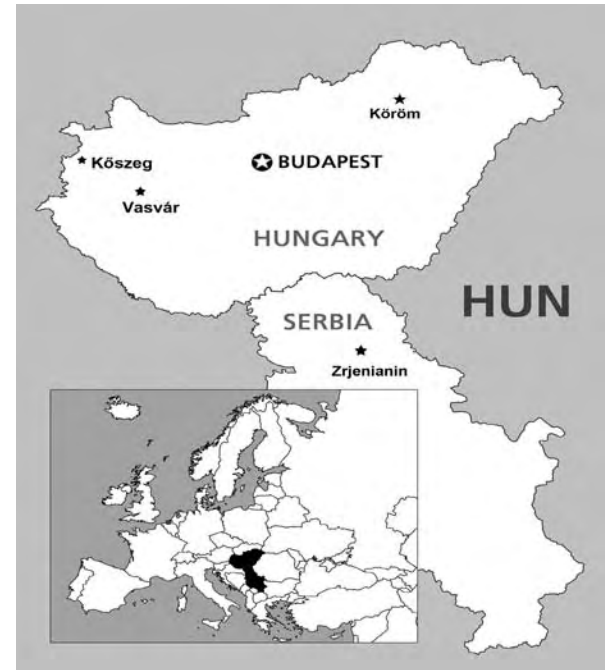 Köröm
Kőszeg
BUDAPEST
Vasvár
HUNGARY
HUN
SERBIA
Zrjenianin